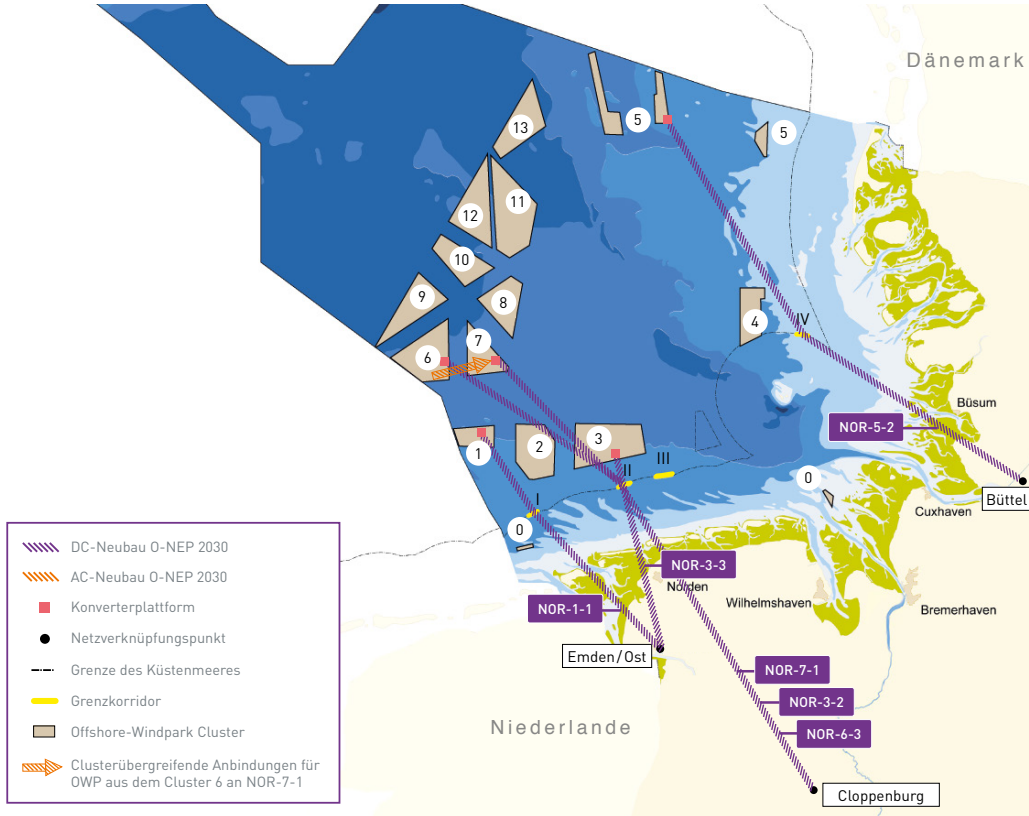 Dänemark
13
5
5
12
11
10
9
8
6
7
4
IV
NOR-5-2
Büsum
Büttel
Cuxhaven
1
2
3
I
II
III
0
0
NOR-3-3
Norden
NOR-1-1
Wilhelmshaven
Bremerhaven
Emden/Ost
NOR-7-1
NOR-3-2
NOR-6-3
Niederlande
Cloppenburg
DC-Neubau O-NEP 2030
AC-Neubau O-NEP 2030
Konverterplattform
Netzverknüpfungspunkt
Grenze des Küstenmeeres
Grenzkorridor
Offshore-Windpark Cluster
Clusterübergreifende Anbindungen für
OWP aus dem Cluster 6 an NOR-7-1